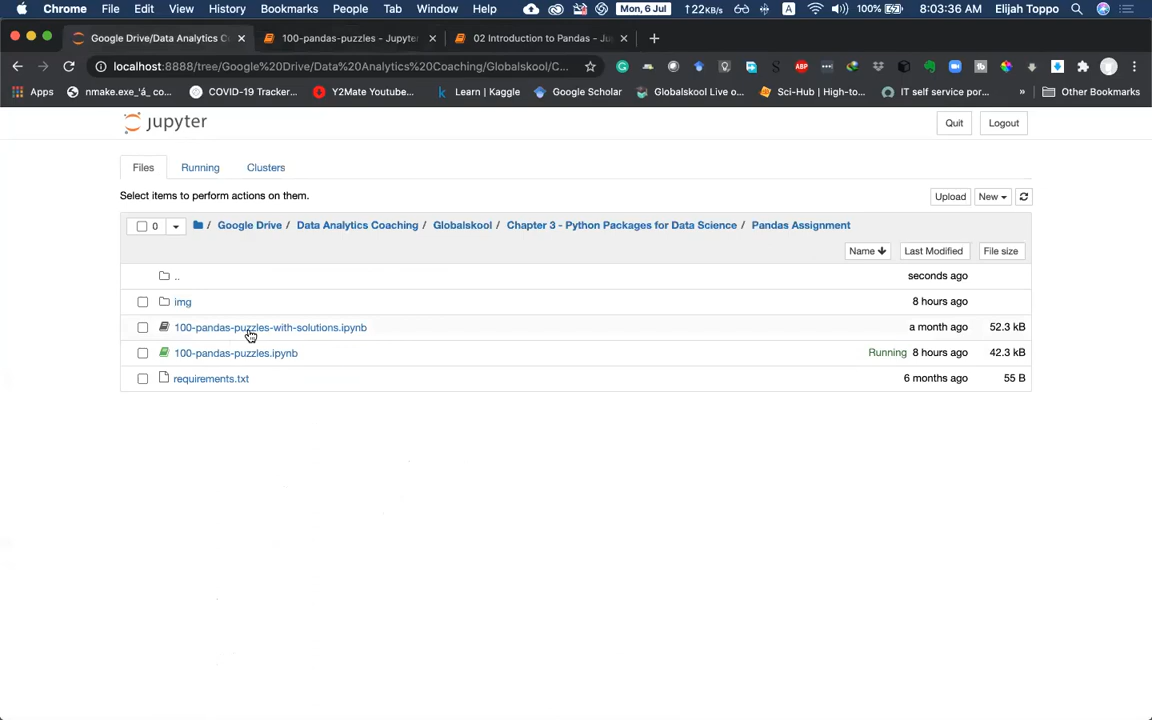 Chrome File Edit View History Bookmarks People Tab Window Help ↑22KB/s Mon, 6 Jul A 100% 8:03:36 AM Elijah Toppo
Google Drive/Data Analytics C 100-pandas-puzzles - Jupyter 02 Introduction to Pandas - Ju
localhost:8888/tree/Google%20Drive/Data%20Analytics%20Coaching/Globalskool/C... ABP
Apps nmake.exe_'á_ co... COVID-19 Tracker... Y2Mate Youtube... Learn | Kaggle Google Scholar Globalskool Live o... Sci-Hub | High-to... IT self service por... » Other Bookmarks
jupyter Quit Logout
Files Running Clusters
Select items to perform actions on them. Upload New
0 / Google Drive / Data Analytics Coaching / Globalskool / Chapter 3 - Python Packages for Data Science / Pandas Assignment
Name Last Modified File size
.. seconds ago
img 8 hours ago
100-pandas-puzzles-with-solutions.ipynb a month ago 52.3 kB
100-pandas-puzzles.ipynb Running 8 hours ago 42.3 kB
requirements.txt 6 months ago 55 B